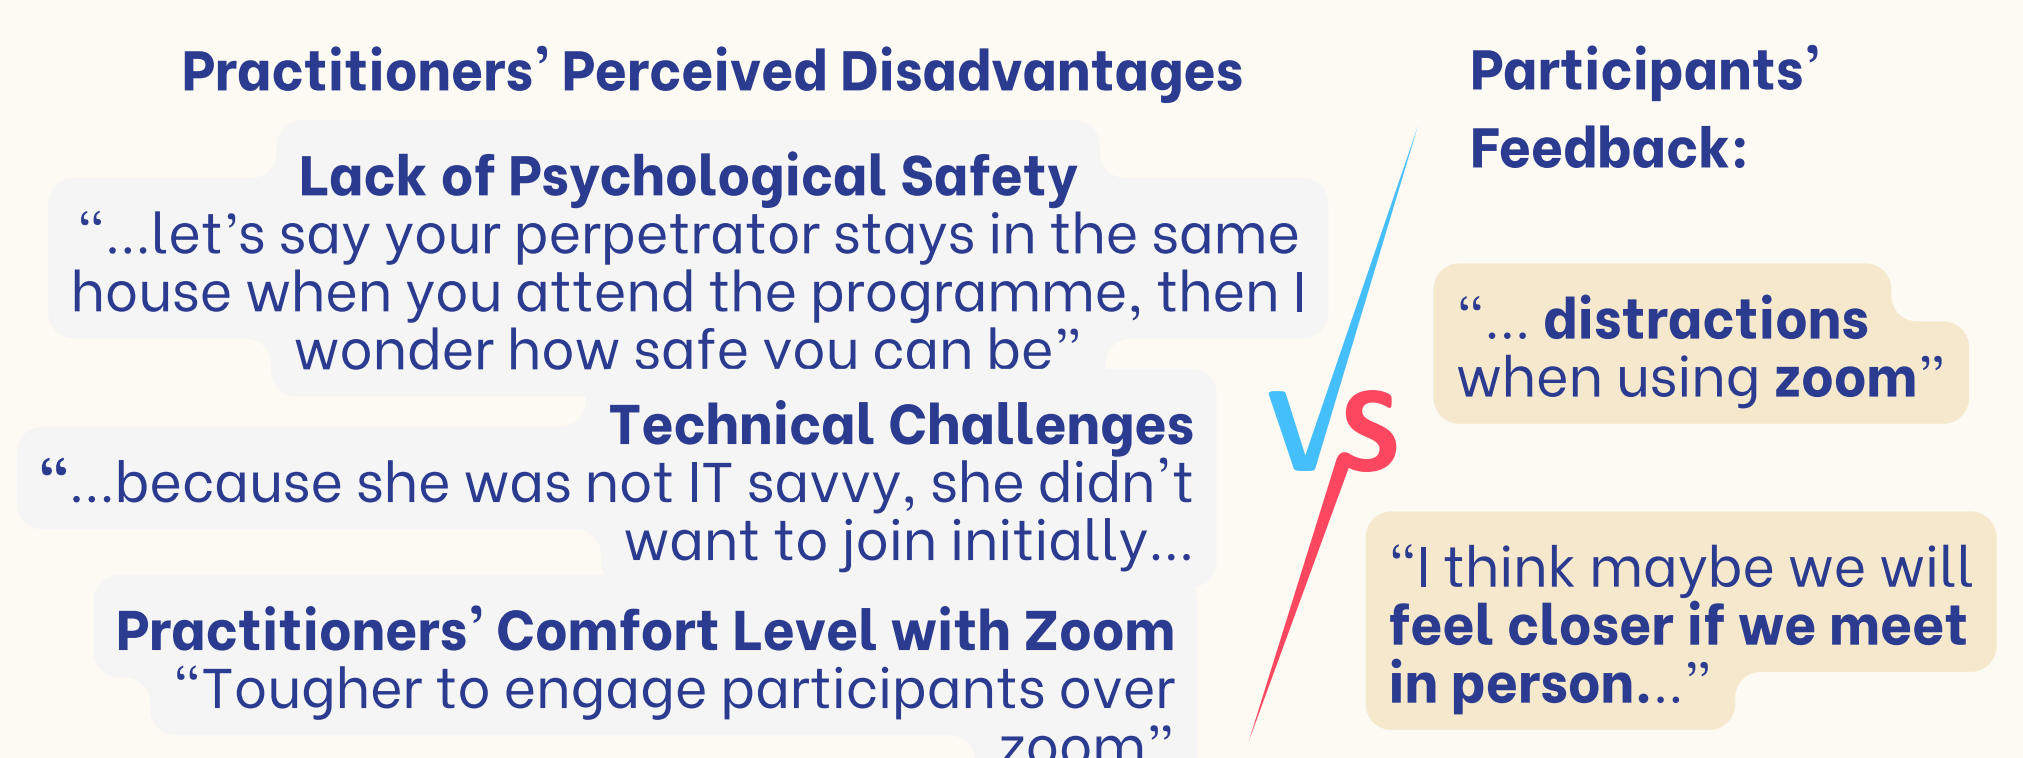 Practitioners’ Perceived Disadvantages
Lack of Psychological Safety
“...let’s say your perpetrator stays in the same
house when you attend the programme, then I
wonder how safe you can be”
Technical Challenges
“...because she was not IT savvy, she didn’t
want to join initially...
Practitioners’ Comfort Level with Zoom
“Tougher to engage participants over
zoom”
VS
Participants’
Feedback:
“... distractions
when using zoom”
“I think maybe we will
feel closer if we meet
in person...”